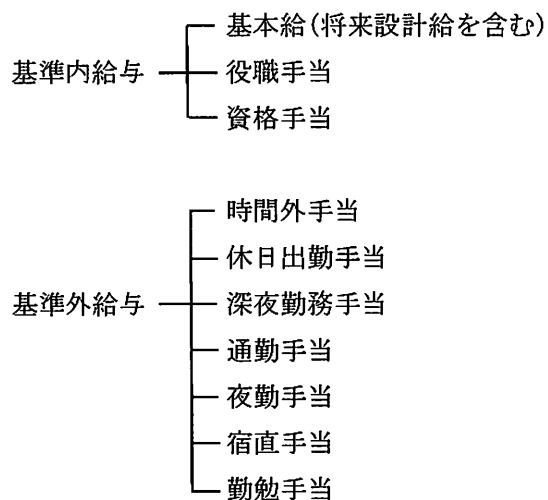 基本給(将来設計給を含む)
基準内給与
役職手当
資格手当
時間外手当
休日出勤手当
基準外給与
深夜勤務手当
通勤手当
夜勤手当
宿直手当
勤勉手当